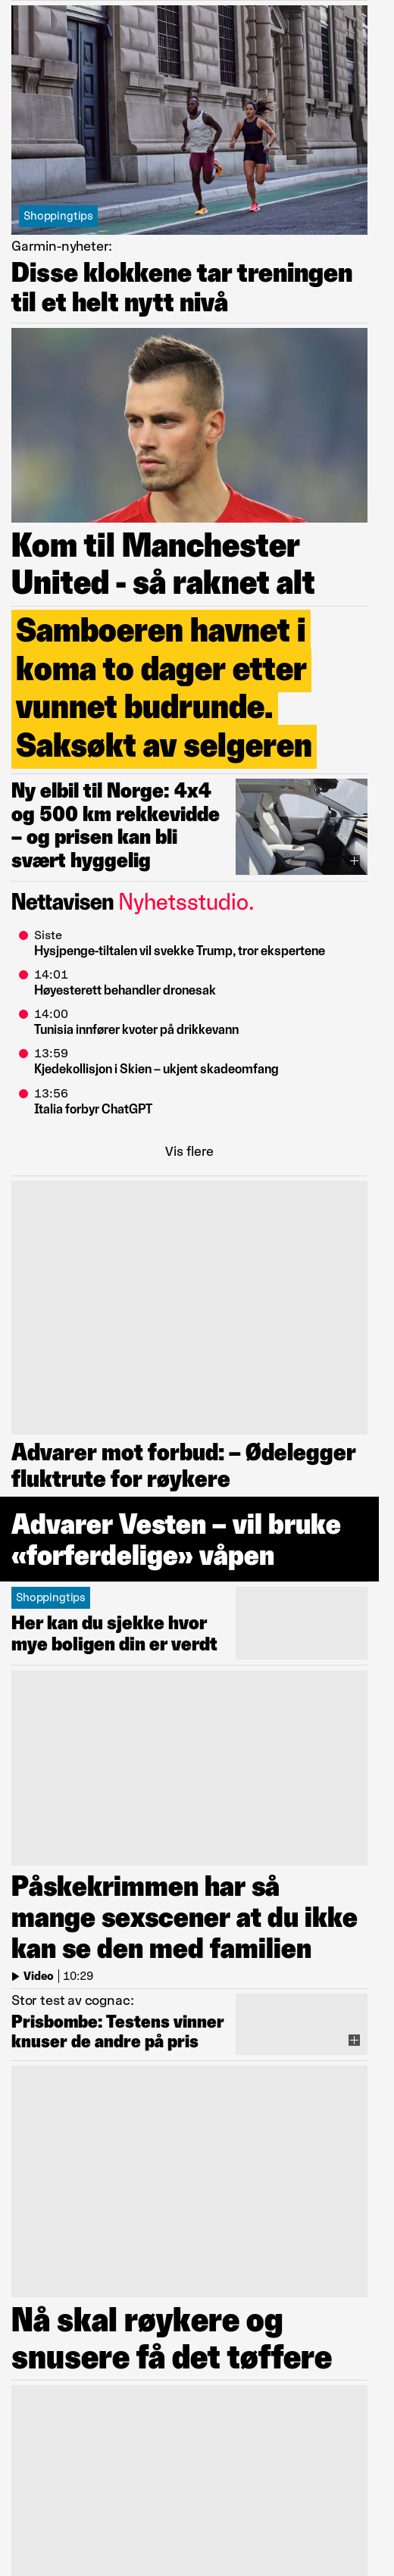 Shoppingtips
Garmin-nyheter:
Disse klokkene tar treningen
til et helt nytt nivå
Kom til Manchester
United - så raknet alt
Samboeren havnet i
koma to dager etter
vunnet budrunde.
Saksøkt av selgeren
Ny elbil til Norge: 4x4
og 500 km rekkevidde
– og prisen kan bli
svært hyggelig
Nettavisen Nyhetsstudio.
Siste
Hysjpenge-tiltalen vil svekke Trump, tror ekspertene
14:01
Høyesterett behandler dronesak
14:00
Tunisia innfører kvoter på drikkevann
13:59
Kjedekollisjon i Skien – ukjent skadeomfang
13:56
Italia forbyr ChatGPT
Vis flere
Advarer mot forbud: – Ødelegger
fluktrute for røykere
Advarer Vesten – vil bruke
«forferdelige» våpen
Shoppingtips
Her kan du sjekke hvor
mye boligen din er verdt
Påskekrimmen har så
mange sexscener at du ikke
kan se den med familien
Video 10:29
Stor test av cognac:
Prisbombe: Testens vinner
knuser de andre på pris
Nå skal røykere og
snusere få det tøffere